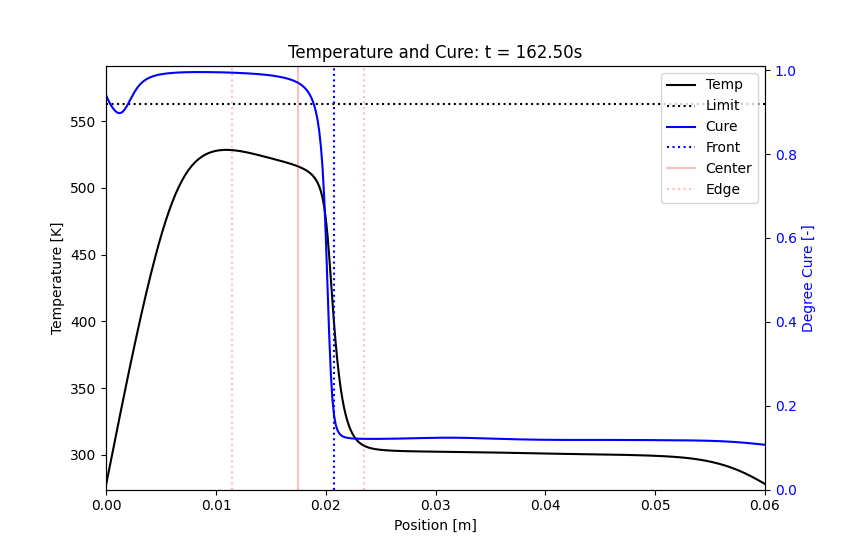 Temperature and Cure: t = 162.50s
Temperature [K]
550
500
450
400
350
300
Temp
Limit
Cure
Front
Center
Edge
1.0
0.8
0.6
0.4
0.2
0.0
Degree Cure [-]
0.00
0.01
0.02
0.03
0.04
0.05
0.06
Position [m]